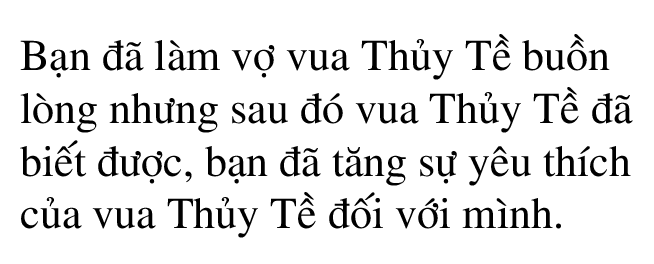 Bạn đã làm vợ vua Thủy Tề buồn
lòng nhưng sau đó vua Thủy Tề đã
biết được, bạn đã tăng sự yêu thích
của vua Thủy Tề đối với mình.